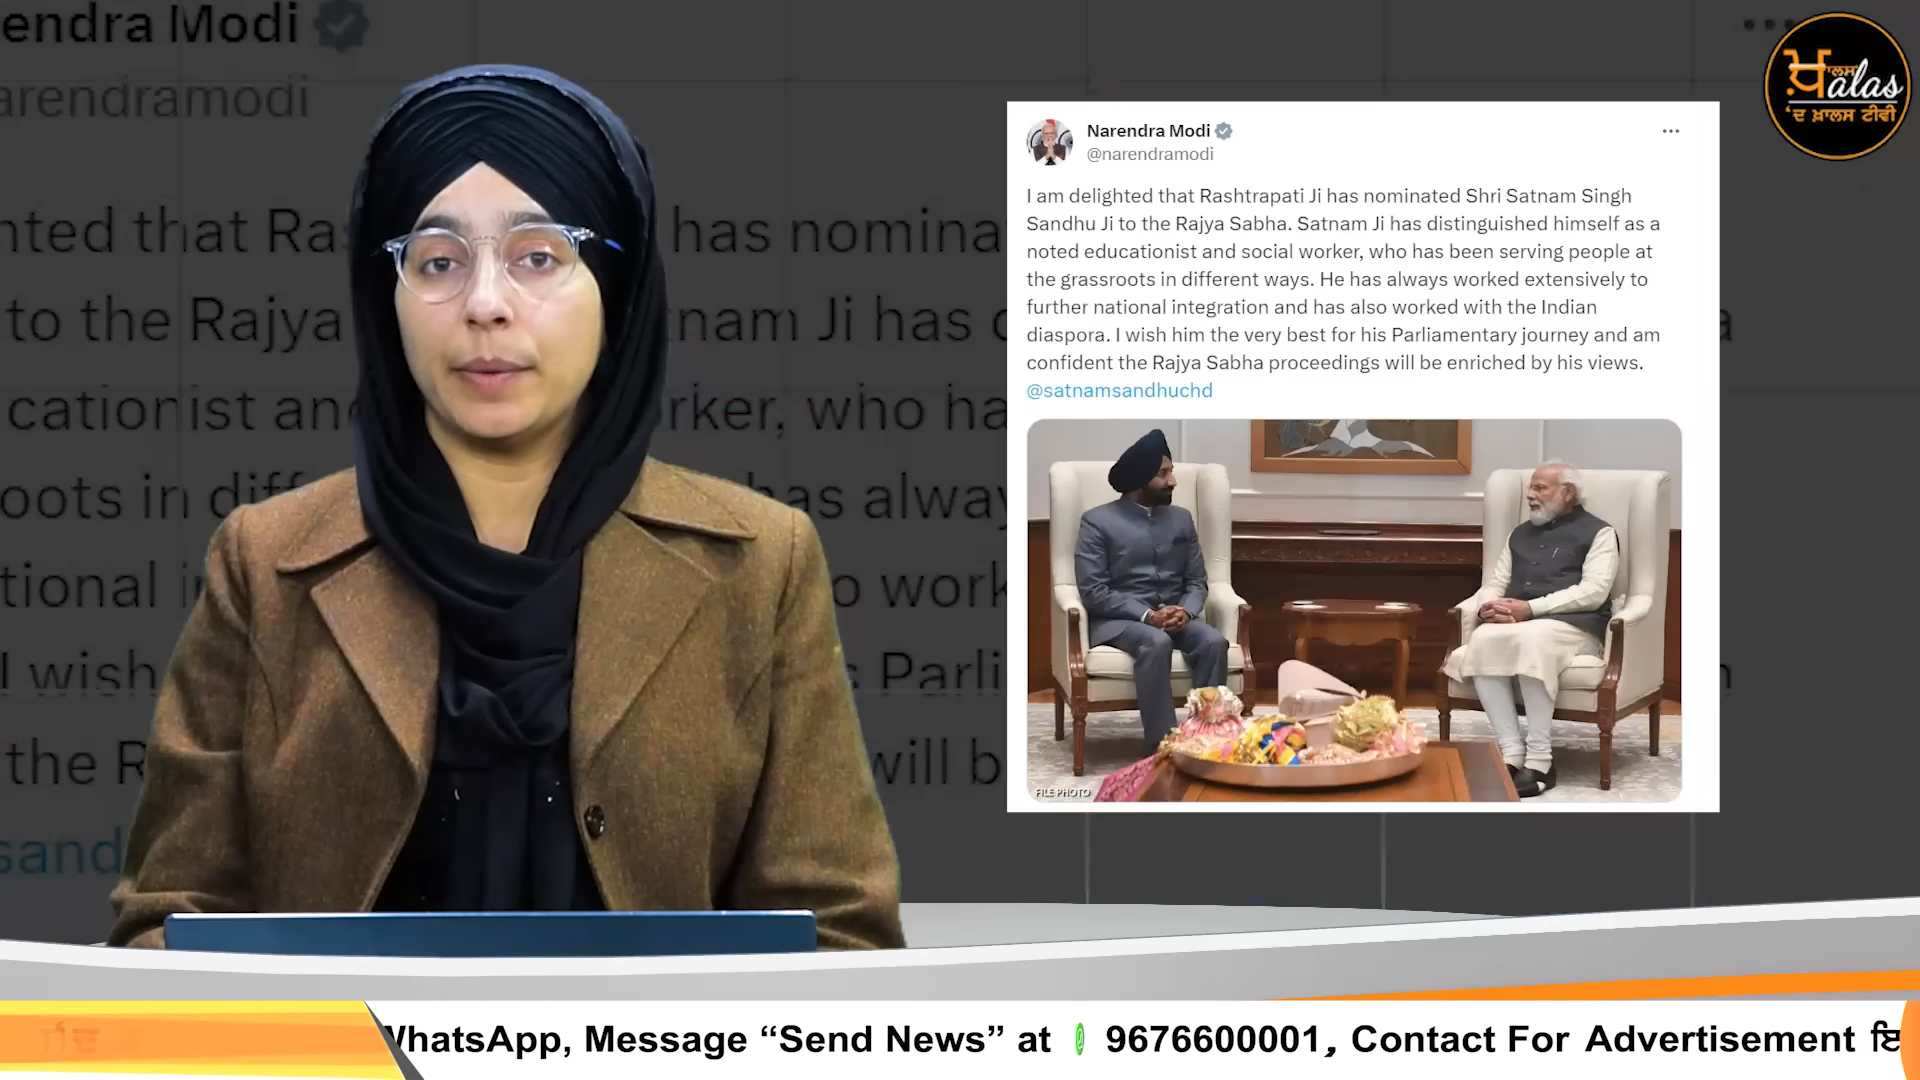 endra Modi
arendramodi
nted that Ra has nomina
to the Rajya tnam Ji has
cationist an rker, who ha
oots in diff has alway
tional i o work
I wish s Parli
the R will b
sand
ਖ਼ਾਲਸ alas
'ਦ ਖ਼ਾਲਸ ਟੀਵੀ
Narendra Modi
@narendramodi
I am delighted that Rashtrapati Ji has nominated Shri Satnam Singh
Sandhu Ji to the Rajya Sabha. Satnam Ji has distinguished himself as a
noted educationist and social worker, who has been serving people at
the grassroots in different ways. He has always worked extensively to
further national integration and has also worked with the Indian
diaspora. I wish him the very best for his Parliamentary journey and am
confident the Rajya Sabha proceedings will be enriched by his views.
@satnamsandhuchd
FILE PHOTO
WhatsApp, Message “Send News” at 9676600001, Contact For Advertisement ਇ